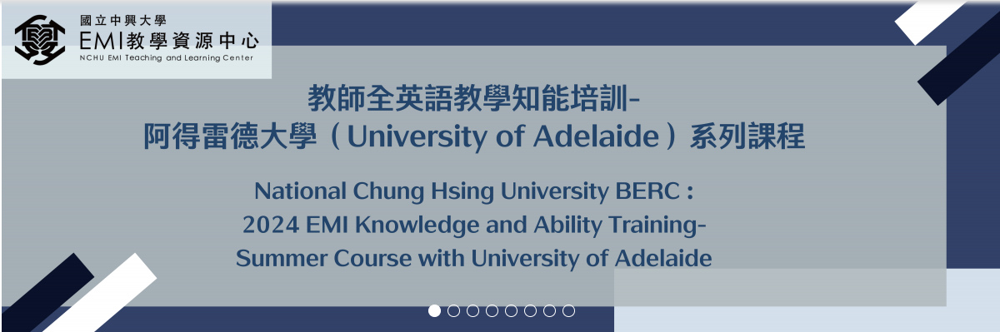 國立中興大學
EMI教學資源中心
NCHU EMI Teaching and Learning Center
教師全英語教學知能培訓-
阿得雷德大學（University of Adelaide）系列課程
National Chung Hsing University BERC :
2024 EMI Knowledge and Ability Training-
Summer Course with University of Adelaide